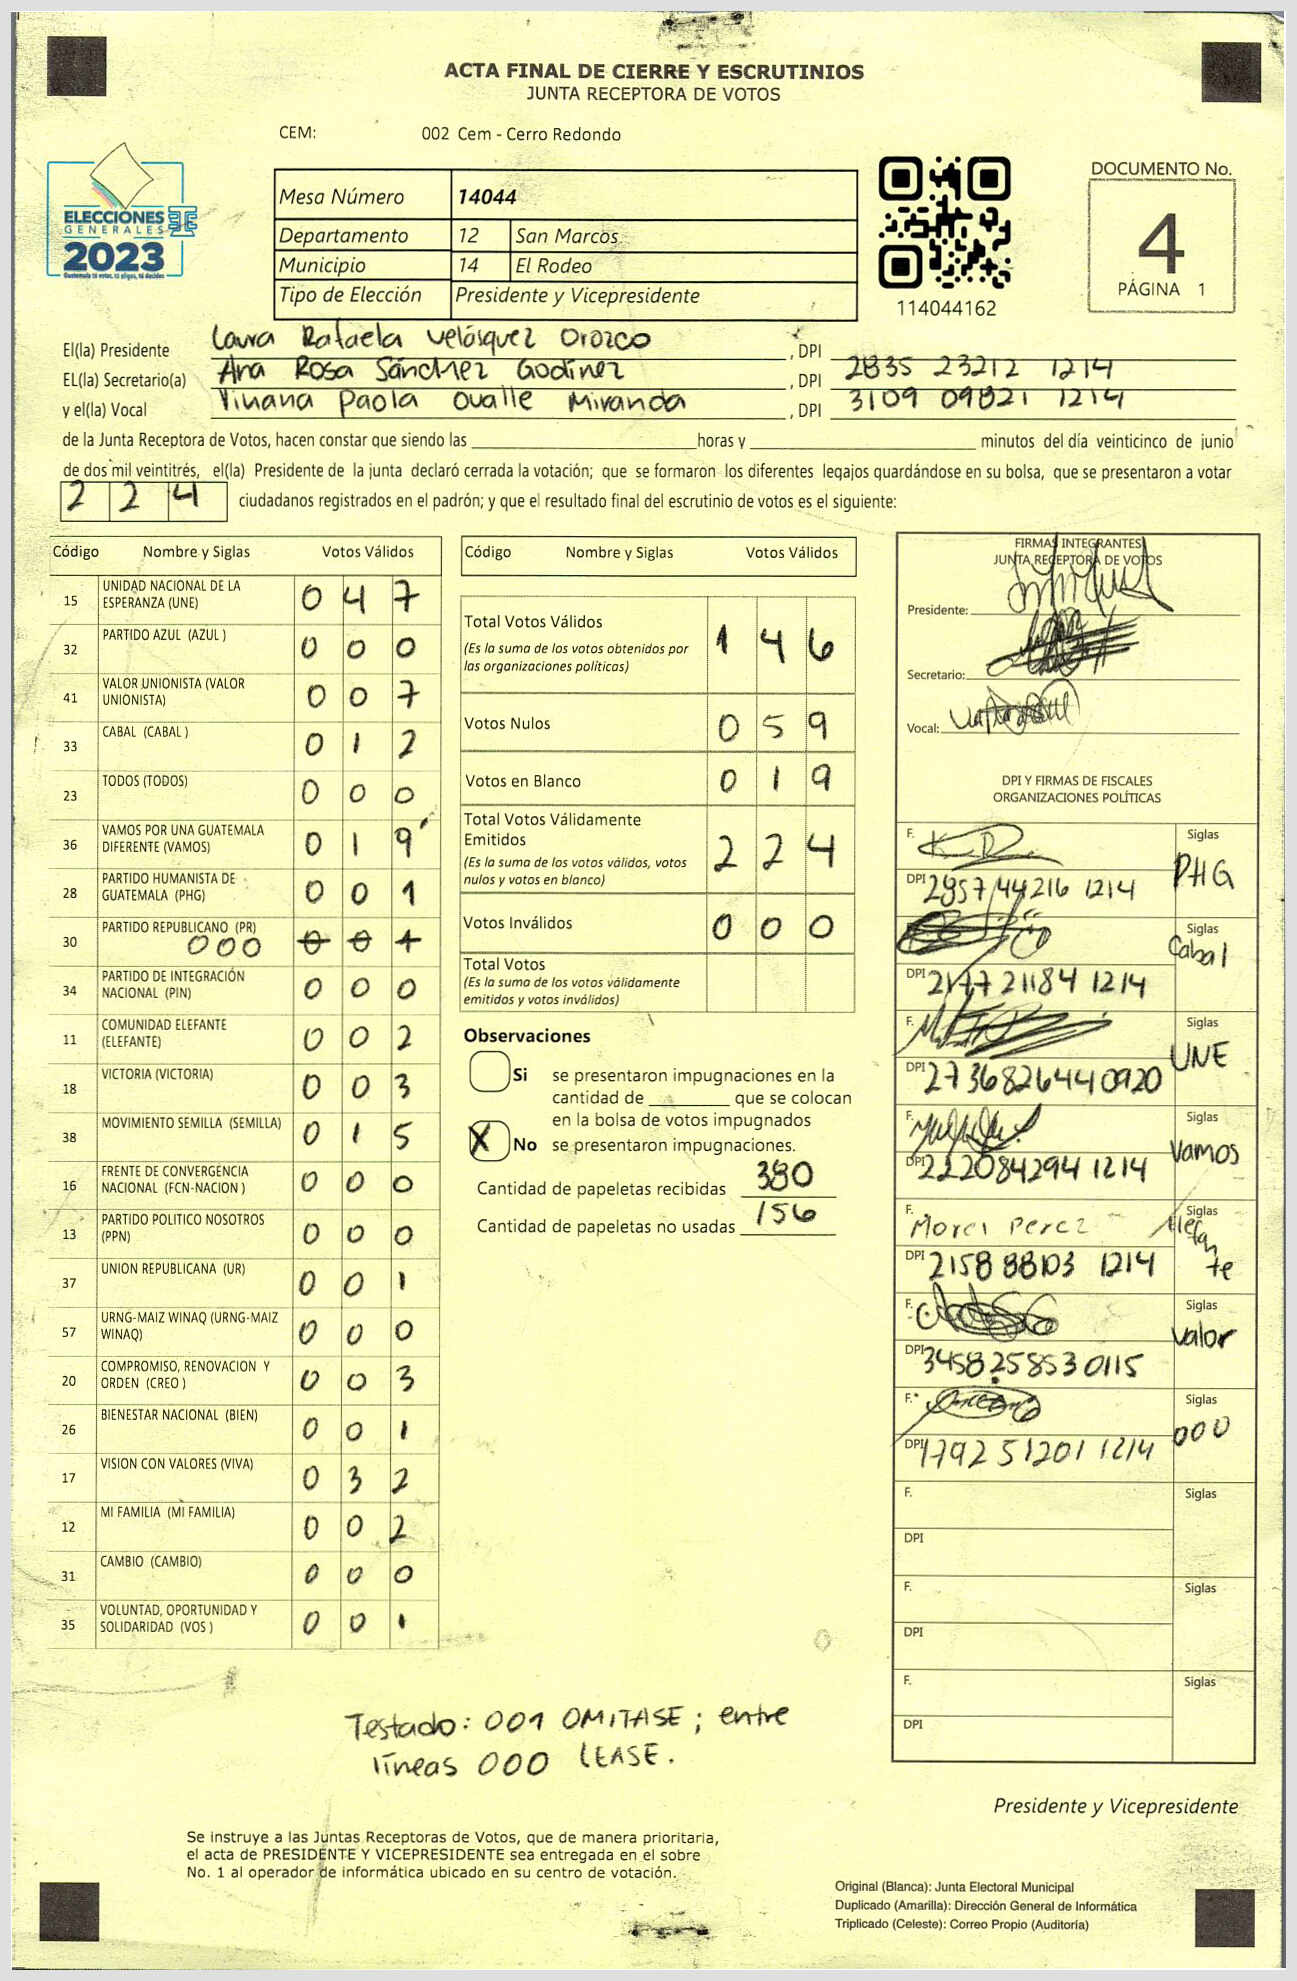 ACTA FINAL DE CIERRE Y ESCRUTINIOS
JUNTA RECEPTORA DE VOTOS
CEM: 002 Cem - Cerro Redondo
ELECCIONES
GENERALES
2023
Mesa Número 14044
Departamento 12 San Marcos
Municipio 14 El Rodeo
Tipo de Elección Presidente y Vicepresidente
114044162
DOCUMENTO No.
4
PÁGINA 1
El(la) Presidente Laura Rafaela Velásquez Orozco , DPI
EL(la) Secretario(a) Ana Rosa Sánchez Godínez , DPI 2835 23212 1214
y el(la) Vocal Paola Ovalle Miranda , DPI 3109 09821 1214
de la Junta Receptora de Votos, hacen constar que siendo las horas y minutos del día veinticinco de junio
de dos mil veintitrés, el(la) Presidente de la junta declaró cerrada la votación; que se formaron los diferentes legajos guardándose en su bolsa, que se presentaron a votar
2 2 4 ciudadanos registrados en el padrón; y que el resultado final del escrutinio de votos es el siguiente:
Código Nombre y Siglas Votos Válidos
15 UNIDAD NACIONAL DE LA ESPERANZA (UNE) 0 4 7
32 PARTIDO AZUL (AZUL ) 0 0 0
41 VALOR UNIONISTA (VALOR UNIONISTA) 0 0 7
33 CABAL (CABAL ) 0 1 2
23 TODOS (TODOS) 0 0 0
36 VAMOS POR UNA GUATEMALA DIFERENTE (VAMOS) 0 1 9
28 PARTIDO HUMANISTA DE GUATEMALA (PHG) 0 0 1
30 PARTIDO REPUBLICANO (PR) 000 0 0 1
34 PARTIDO DE INTEGRACIÓN NACIONAL (PIN) 0 0 0
11 COMUNIDAD ELEFANTE (ELEFANTE) 0 0 2
18 VICTORIA (VICTORIA) 0 0 3
38 MOVIMIENTO SEMILLA (SEMILLA) 0 1 5
16 FRENTE DE CONVERGENCIA NACIONAL (FCN-NACION ) 0 0 0
13 PARTIDO POLITICO NOSOTROS (PPN) 0 0 0
37 UNION REPUBLICANA (UR) 0 0 1
57 URNG-MAIZ WINAQ (URNG-MAIZ WINAQ) 0 0 0
20 COMPROMISO, RENOVACION Y ORDEN (CREO ) 0 0 3
26 BIENESTAR NACIONAL (BIEN) 0 0 1
17 VISION CON VALORES (VIVA) 0 3 2
12 MI FAMILIA (MI FAMILIA) 0 0 2
31 CAMBIO (CAMBIO) 0 0 0
35 VOLUNTAD, OPORTUNIDAD Y SOLIDARIDAD (VOS ) 0 0 1
Código Nombre y Siglas Votos Válidos
Total Votos Válidos 1 4 6
(Es la suma de los votos obtenidos por
las organizaciones políticas)
Votos Nulos 0 5 9
Votos en Blanco 0 1 9
Total Votos Válidamente
Emitidos 2 2 4
(Es la suma de los votos válidos, votos
nulos y votos en blanco)
Votos Inválidos 0 0 0
Total Votos
(Es la suma de los votos válidamente
emitidos y votos inválidos)
Observaciones
Si se presentaron impugnaciones en la
cantidad de que se colocan
en la bolsa de votos impugnados
X No se presentaron impugnaciones.
Cantidad de papeletas recibidas 380
Cantidad de papeletas no usadas 156
FIRMAS INTEGRANTES
JUNTA RECEPTORA DE VOTOS
Presidente:
Secretario:
Vocal:
DPI Y FIRMAS DE FISCALES
ORGANIZACIONES POLÍTICAS
F. Siglas PHG
DPI 2957 44216 1214
Siglas Cabal
DPI 2177 21184 1214
F. Siglas UNE
DPI 2736826440920
F. Siglas Vamos
DPI 2220842941214
F. Perez Siglas Elefante
DPI 2158 88103 1214
F. Siglas Valor
DPI 3458258530115
F. 000
DPI 1792 51201 1214
F. Siglas
DPI
F. Siglas
DPI
F. Siglas
DPI
Testado: 001 OMITASE; entre
líneas 000 LEASE.
Presidente y Vicepresidente
Se instruye a las Juntas Receptoras de Votos, que de manera prioritaria,
el acta de PRESIDENTE Y VICEPRESIDENTE sea entregada en el sobre
No. 1 al operador de informática ubicado en su centro de votación.
Original (Blanca): Junta Electoral Municipal
Duplicado (Amarilla): Dirección General de Informática
Triplicado (Celeste): Correo Propio (Auditoría)